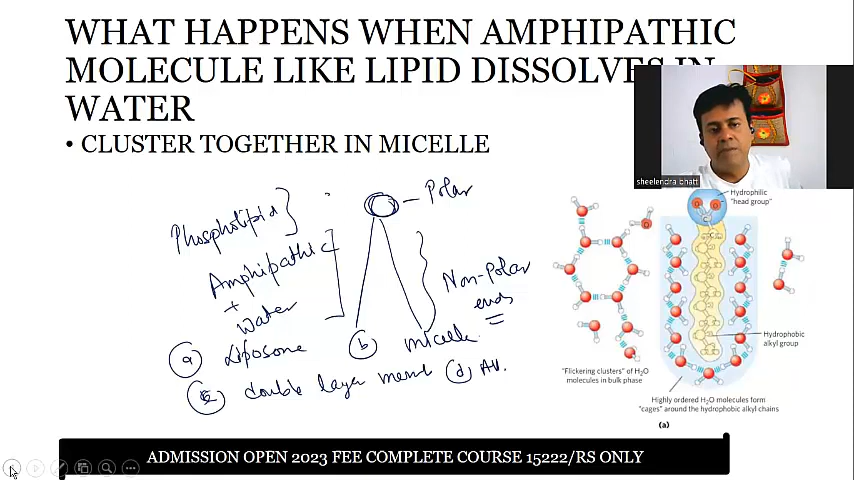 WHAT HAPPENS WHEN AMPHIPATHIC
MOLECULE LIKE LIPID DISSOLVES IN
WATER
• CLUSTER TOGETHER IN MICELLE
sheelendra bhatt
Phospholipid
Polar
Amphipathic
+
water
Non-Polar
ends
(a) Liposome (b) micelle
(c) double layer memb (d) All.
Hydrophilic
"head group"
O O
Hydrophobic
alkyl group
"Flickering clusters" of H2O
molecules in bulk phase
Highly ordered H2O molecules form
"cages" around the hydrophobic alkyl chains
(a)
ADMISSION OPEN 2023 FEE COMPLETE COURSE 15222/RS ONLY